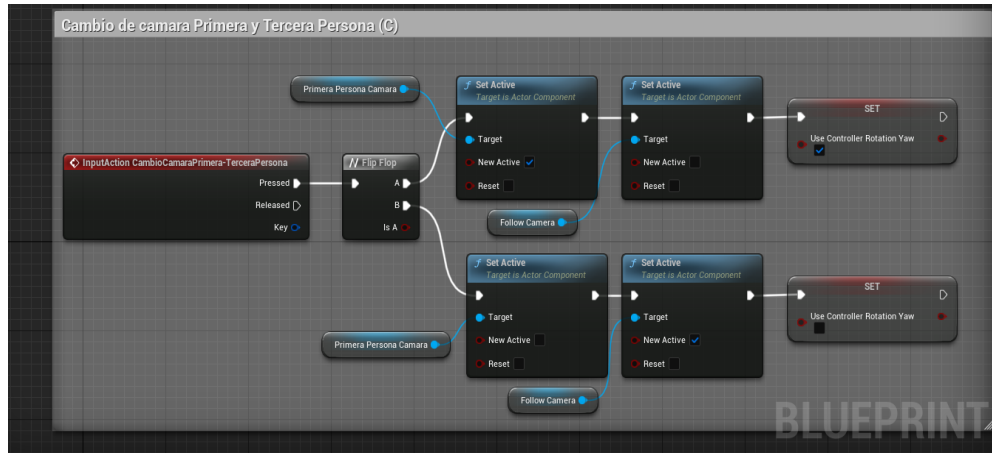 Cambio de camara Primera y Tercera Persona (C)
Primera Persona Camara
f Set Active
Target is Actor Component
Target
New Active
Reset
f Set Active
Target is Actor Component
Target
New Active
Reset
SET
Use Controller Rotation Yaw
InputAction CambioCamaraPrimera-TerceraPersona
Pressed
Released
Key
Flip Flop
A
B
Is A
Follow Camera
f Set Active
Target is Actor Component
Target
New Active
Reset
f Set Active
Target is Actor Component
Target
New Active
Reset
SET
Use Controller Rotation Yaw
Primera Persona Camara
Follow Camera
BLUEPRINT